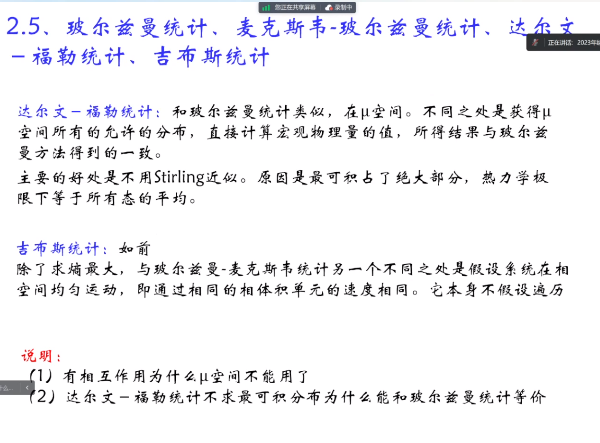 您正在共享屏幕 录制中
2.5、玻尔兹曼统计、麦克斯韦-玻尔兹曼统计、达尔文
－福勒统计、吉布斯统计
正在讲话: 2023年
达尔文－福勒统计：和玻尔兹曼统计类似，在μ空间。不同之处是获得μ
空间所有的允许的分布，直接计算宏观物理量的值，所得结果与玻尔兹
曼方法得到的一致。
主要的好处是不用Stirling近似。原因是最可积占了绝大部分，热力学极
限下等于所有态的平均。
吉布斯统计：如前
除了求熵最大，与玻尔兹曼-麦克斯韦统计另一个不同之处是假设系统在相
空间均匀运动，即通过相同的相体积单元的速度相同。它本身不假设遍历
说明：
（1）有相互作用为什么μ空间不能用了
（2）达尔文－福勒统计不求最可积分布为什么能和玻尔兹曼统计等价